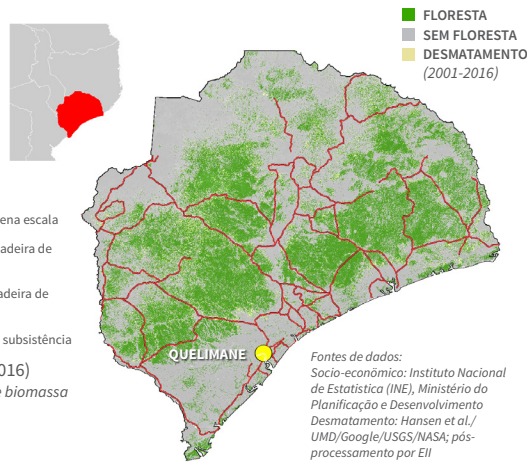 FLORESTA
SEM FLORESTA
DESMATAMENTO
(2001-2016)
ena escala
adeira de
adeira de
subsistência
016)
e biomassa
QUELIMANE
Fontes de dados:
Socio-econömico: Instituto Nacional
de Estatistica (INE), Ministério do
Planificação e Desenvolvimento
Desmatamento: Hansen et al./
UMD/Google/USGS/NASA; pós-
processamento por EII